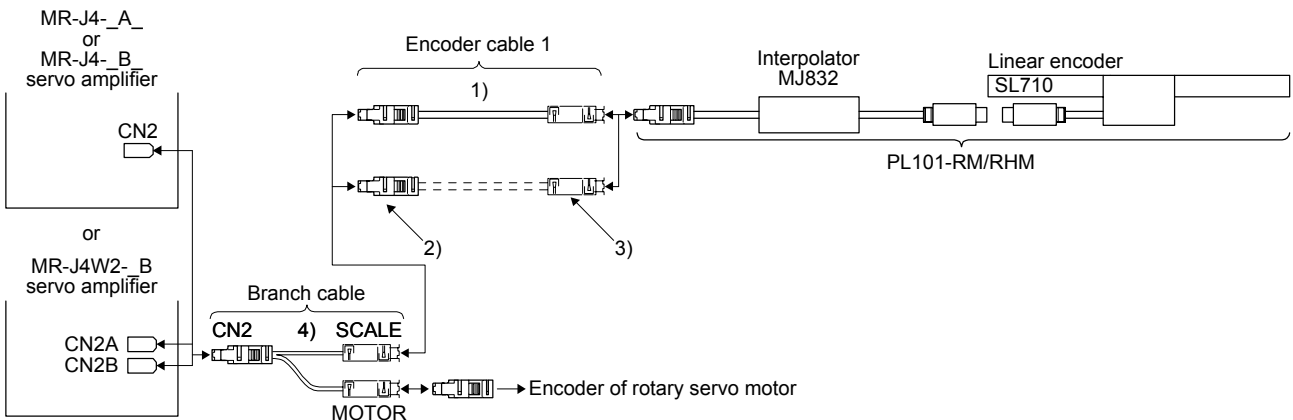 MR-J4-_A_
or
MR-J4-_B_
servo amplifier
CN2
Encoder cable 1
1)
Interpolator
MJ832
Linear encoder
SL710
PL101-RM/RHM
2)
3)
or
MR-J4W2-_B
servo amplifier
CN2A
CN2B
Branch cable
CN2 4) SCALE
MOTOR
Encoder of rotary servo motor